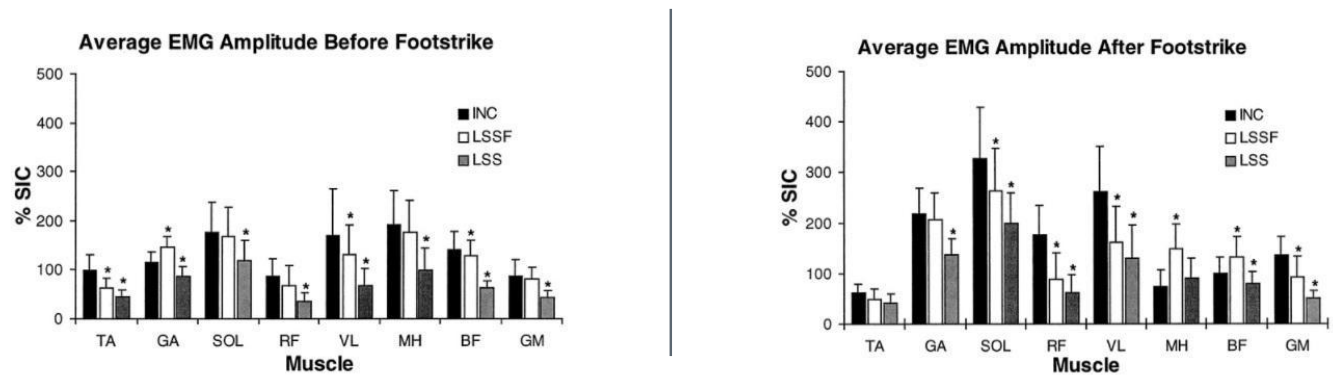 Average EMG Amplitude Before Footstrike
500
400
300
200
100
0
% SIC
INC
LSSF
LSS
* * * * * * * * * * * *
TA GA SOL RF VL MH BF GM
Muscle
Average EMG Amplitude After Footstrike
500
400
300
200
100
0
% SIC
INC
LSSF
LSS
* * * * * * * * * * * *
TA GA SOL RF VL MH BF GM
Muscle